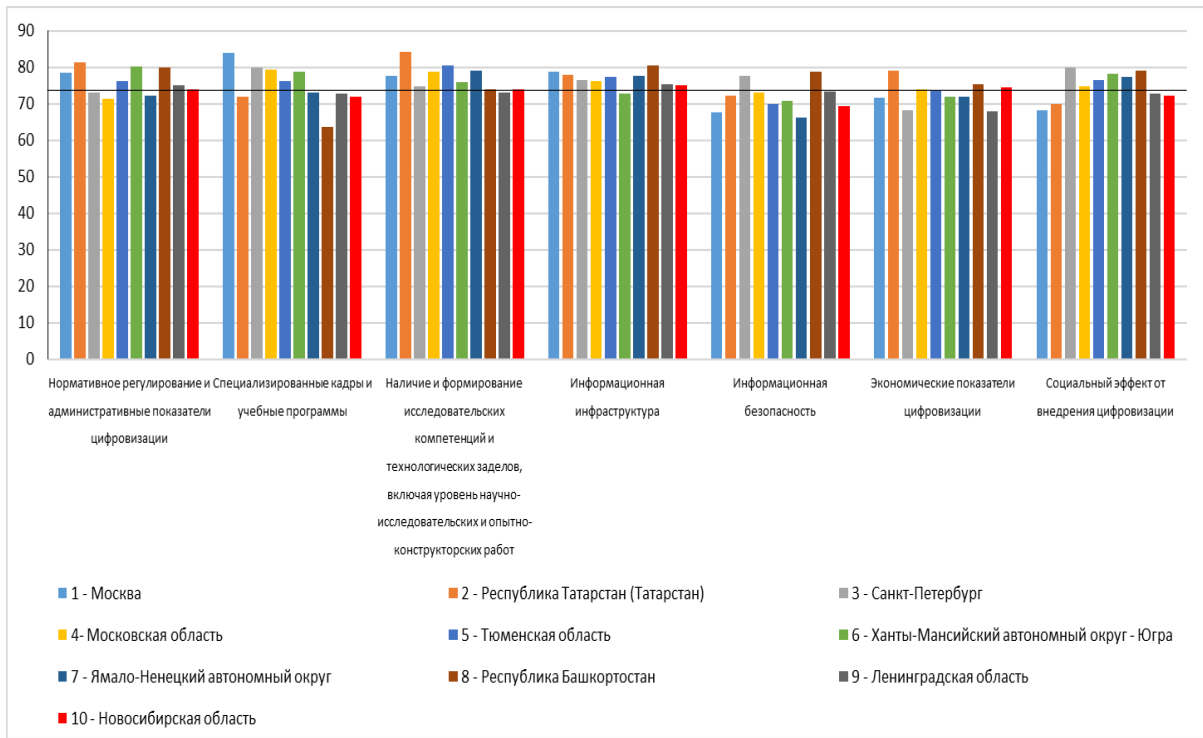 90
80
70
60
50
40
30
20
10
0
Нормативное регулирование и
административные показатели
цифровизации
Специализированные кадры и
учебные программы
Наличие и формирование
исследовательских
компетенций и
технологических заделов,
включая уровень научно-
исследовательских и опытно-
конструкторских работ
Информационная
инфраструктура
Информационная
безопасность
Экономические показатели
цифровизации
Социальный эффект от
внедрения цифровизации
1 - Москва
2 - Республика Татарстан (Татарстан)
3 - Санкт-Петербург
4- Московская область
5 - Тюменская область
6 - Ханты-Мансийский автономный округ - Югра
7 - Ямало-Ненецкий автономный округ
8 - Республика Башкортостан
9 - Ленинградская область
10 - Новосибирская область